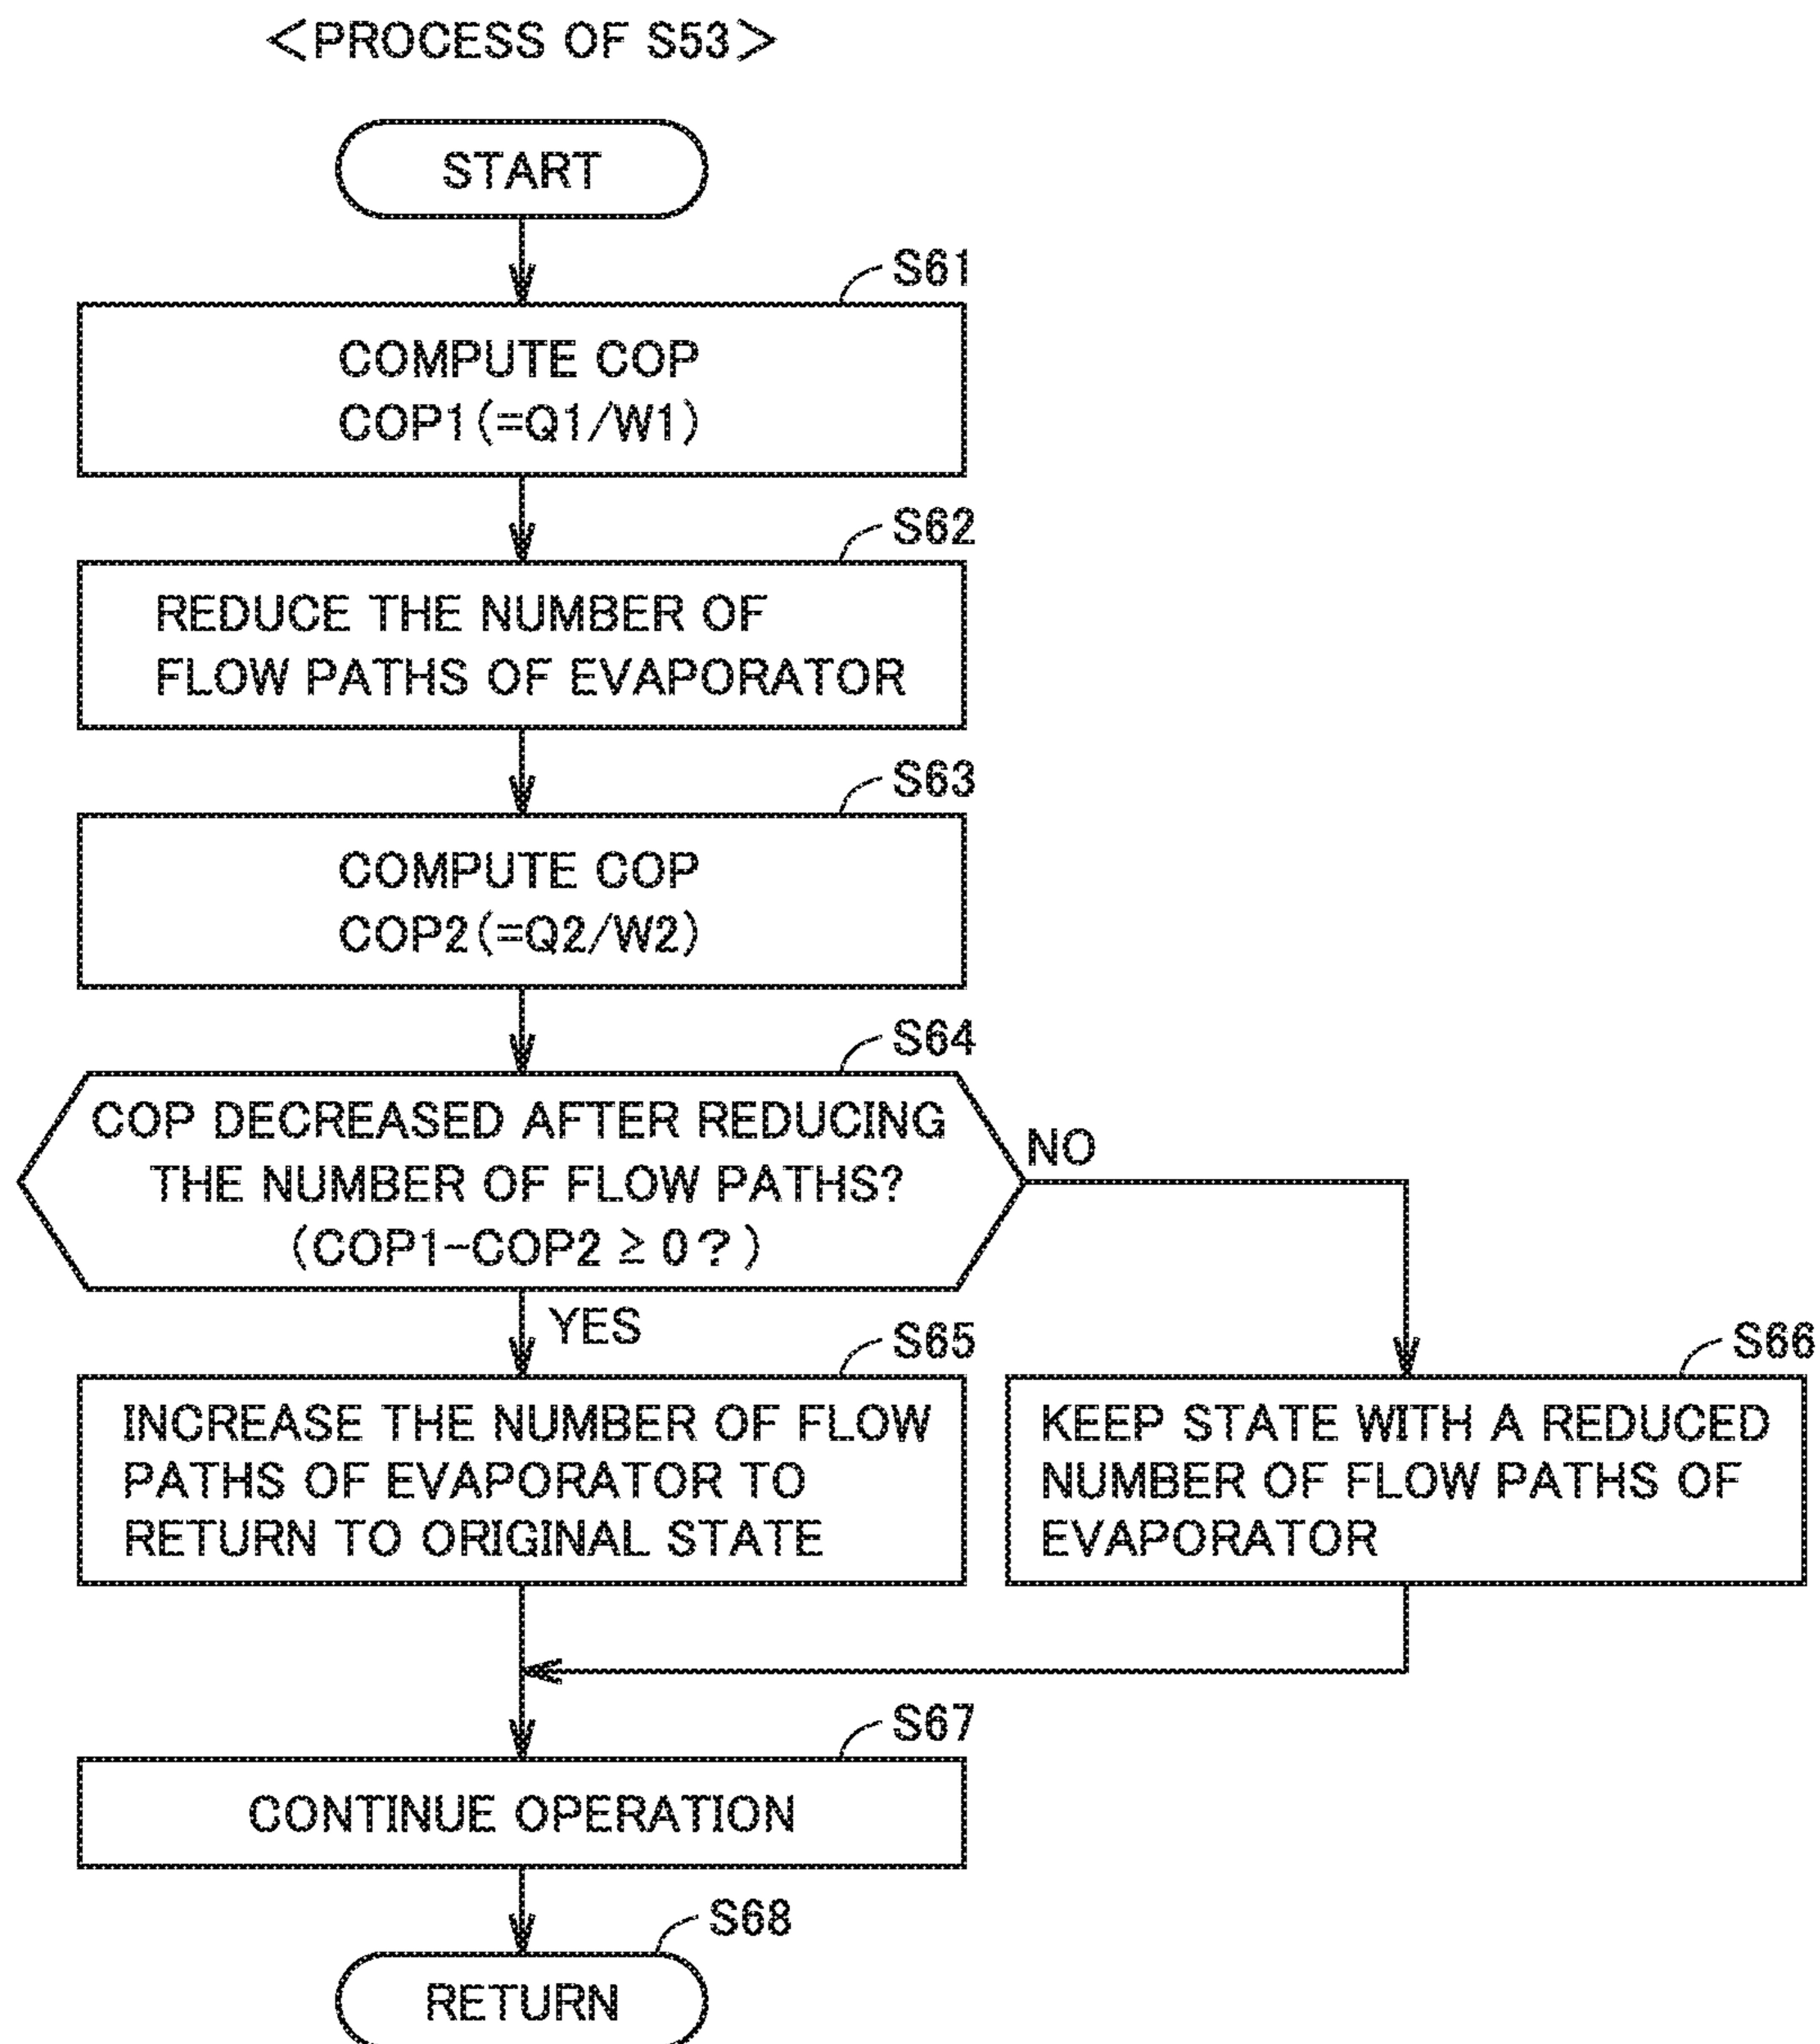 <PROCESS OF S53>
START
S61
COMPUTE COP
COP1(=Q1/W1)
S62
REDUCE THE NUMBER OF
FLOW PATHS OF EVAPORATOR
S63
COMPUTE COP
COP2(=Q2/W2)
S64
COP DECREASED AFTER REDUCING
THE NUMBER OF FLOW PATHS?
(COP1-COP2 ≥ 0?)
NO
YES
S65
INCREASE THE NUMBER OF FLOW
PATHS OF EVAPORATOR TO
RETURN TO ORIGINAL STATE
S66
KEEP STATE WITH A REDUCED
NUMBER OF FLOW PATHS OF
EVAPORATOR
S67
CONTINUE OPERATION
S68
RETURN